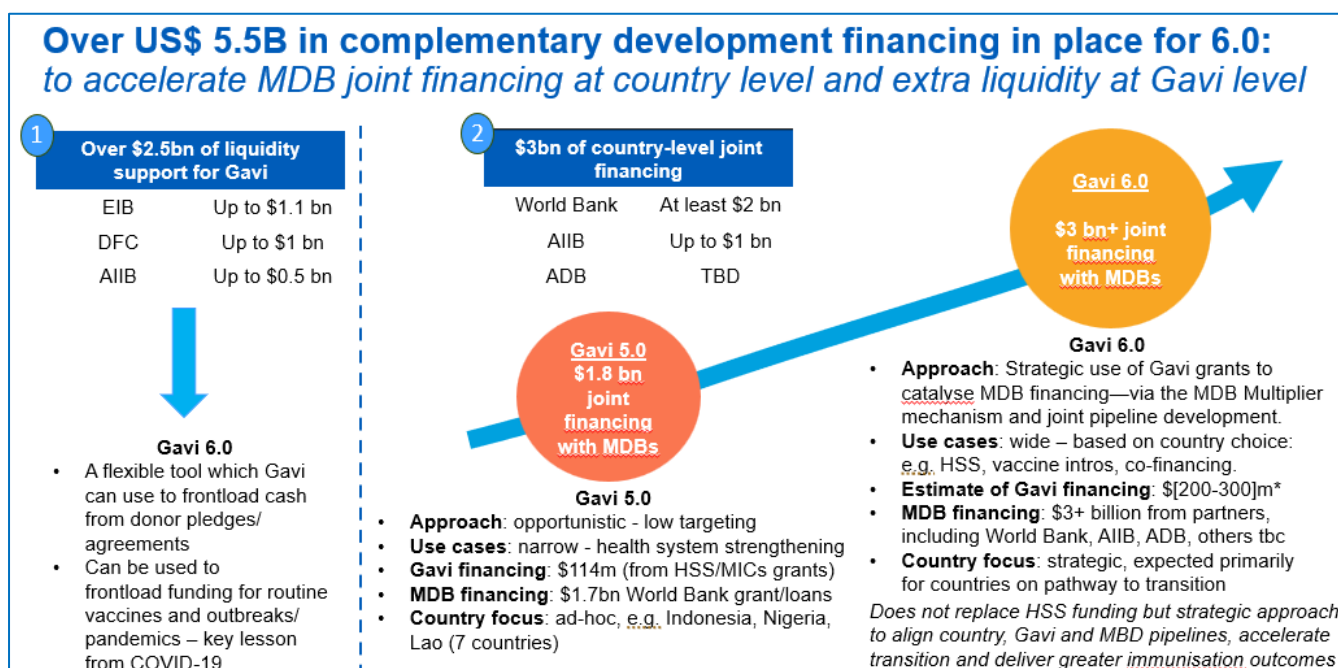 Over US$ 5.5B in complementary development financing in place for 6.0:
to accelerate MDB joint financing at country level and extra liquidity at Gavi level
1
Over $2.5bn of liquidity
support for Gavi
EIB Up to $1.1 bn
DFC Up to $1 bn
AIIB Up to $0.5 bn
Gavi 6.0
• A flexible tool which Gavi
can use to frontload cash
from donor pledges/
agreements
• Can be used to
frontload funding for routine
vaccines and outbreaks/
pandemics – key lesson
from COVID-19
2
$3bn of country-level joint
financing
World Bank At least $2 bn
AIIB Up to $1 bn
ADB TBD
Gavi 5.0
$1.8 bn
joint
financing
with MDBs
Gavi 5.0
• Approach: opportunistic - low targeting
• Use cases: narrow - health system strengthening
• Gavi financing: $114m (from HSS/MICs grants)
• MDB financing: $1.7bn World Bank grant/loans
• Country focus: ad-hoc, e.g. Indonesia, Nigeria,
Lao (7 countries)
Gavi 6.0
$3 bn+ joint
financing
with MDBs
Gavi 6.0
• Approach: Strategic use of Gavi grants to
catalyse MDB financing—via the MDB Multiplier
mechanism and joint pipeline development.
• Use cases: wide – based on country choice:
e.g. HSS, vaccine intros, co-financing.
• Estimate of Gavi financing: $[200-300]m*
• MDB financing: $3+ billion from partners,
including World Bank, AIIB, ADB, others tbc
• Country focus: strategic, expected primarily
for countries on pathway to transition
Does not replace HSS funding but strategic approach
to align country, Gavi and MBD pipelines, accelerate
transition and deliver greater immunisation outcomes